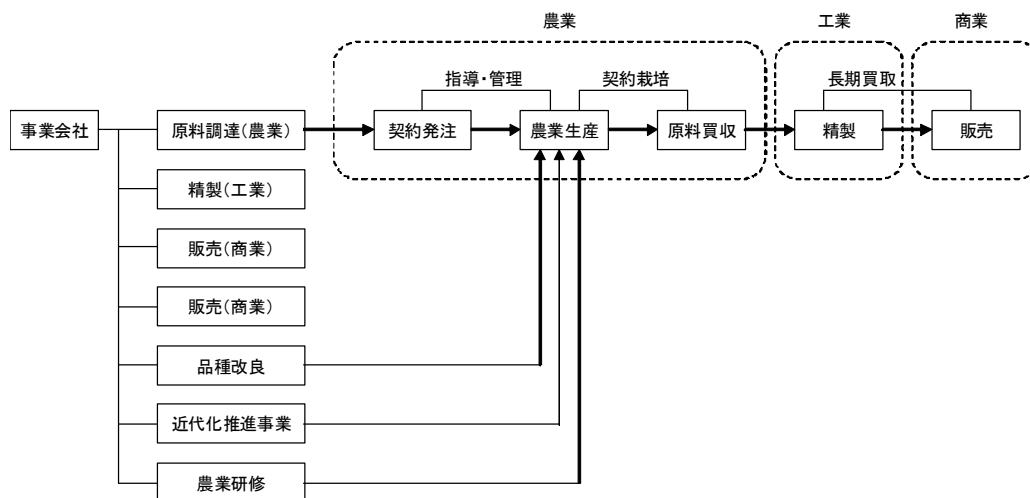 農業
工業
商業
指導・管理
契約栽培
長期買取
事業会社
原料調達(農業)
契約発注
農業生産
原料買収
精製
販売
精製(工業)
販売(商業)
販売(商業)
品種改良
近代化推進事業
農業研修